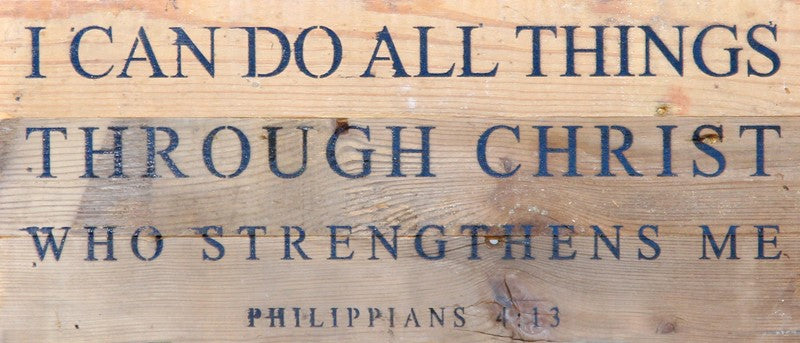 I CAN DO ALL THINGS
THROUGH CHRIST
WHO STRENGTHENS ME
PHILIPPIANS 4:13